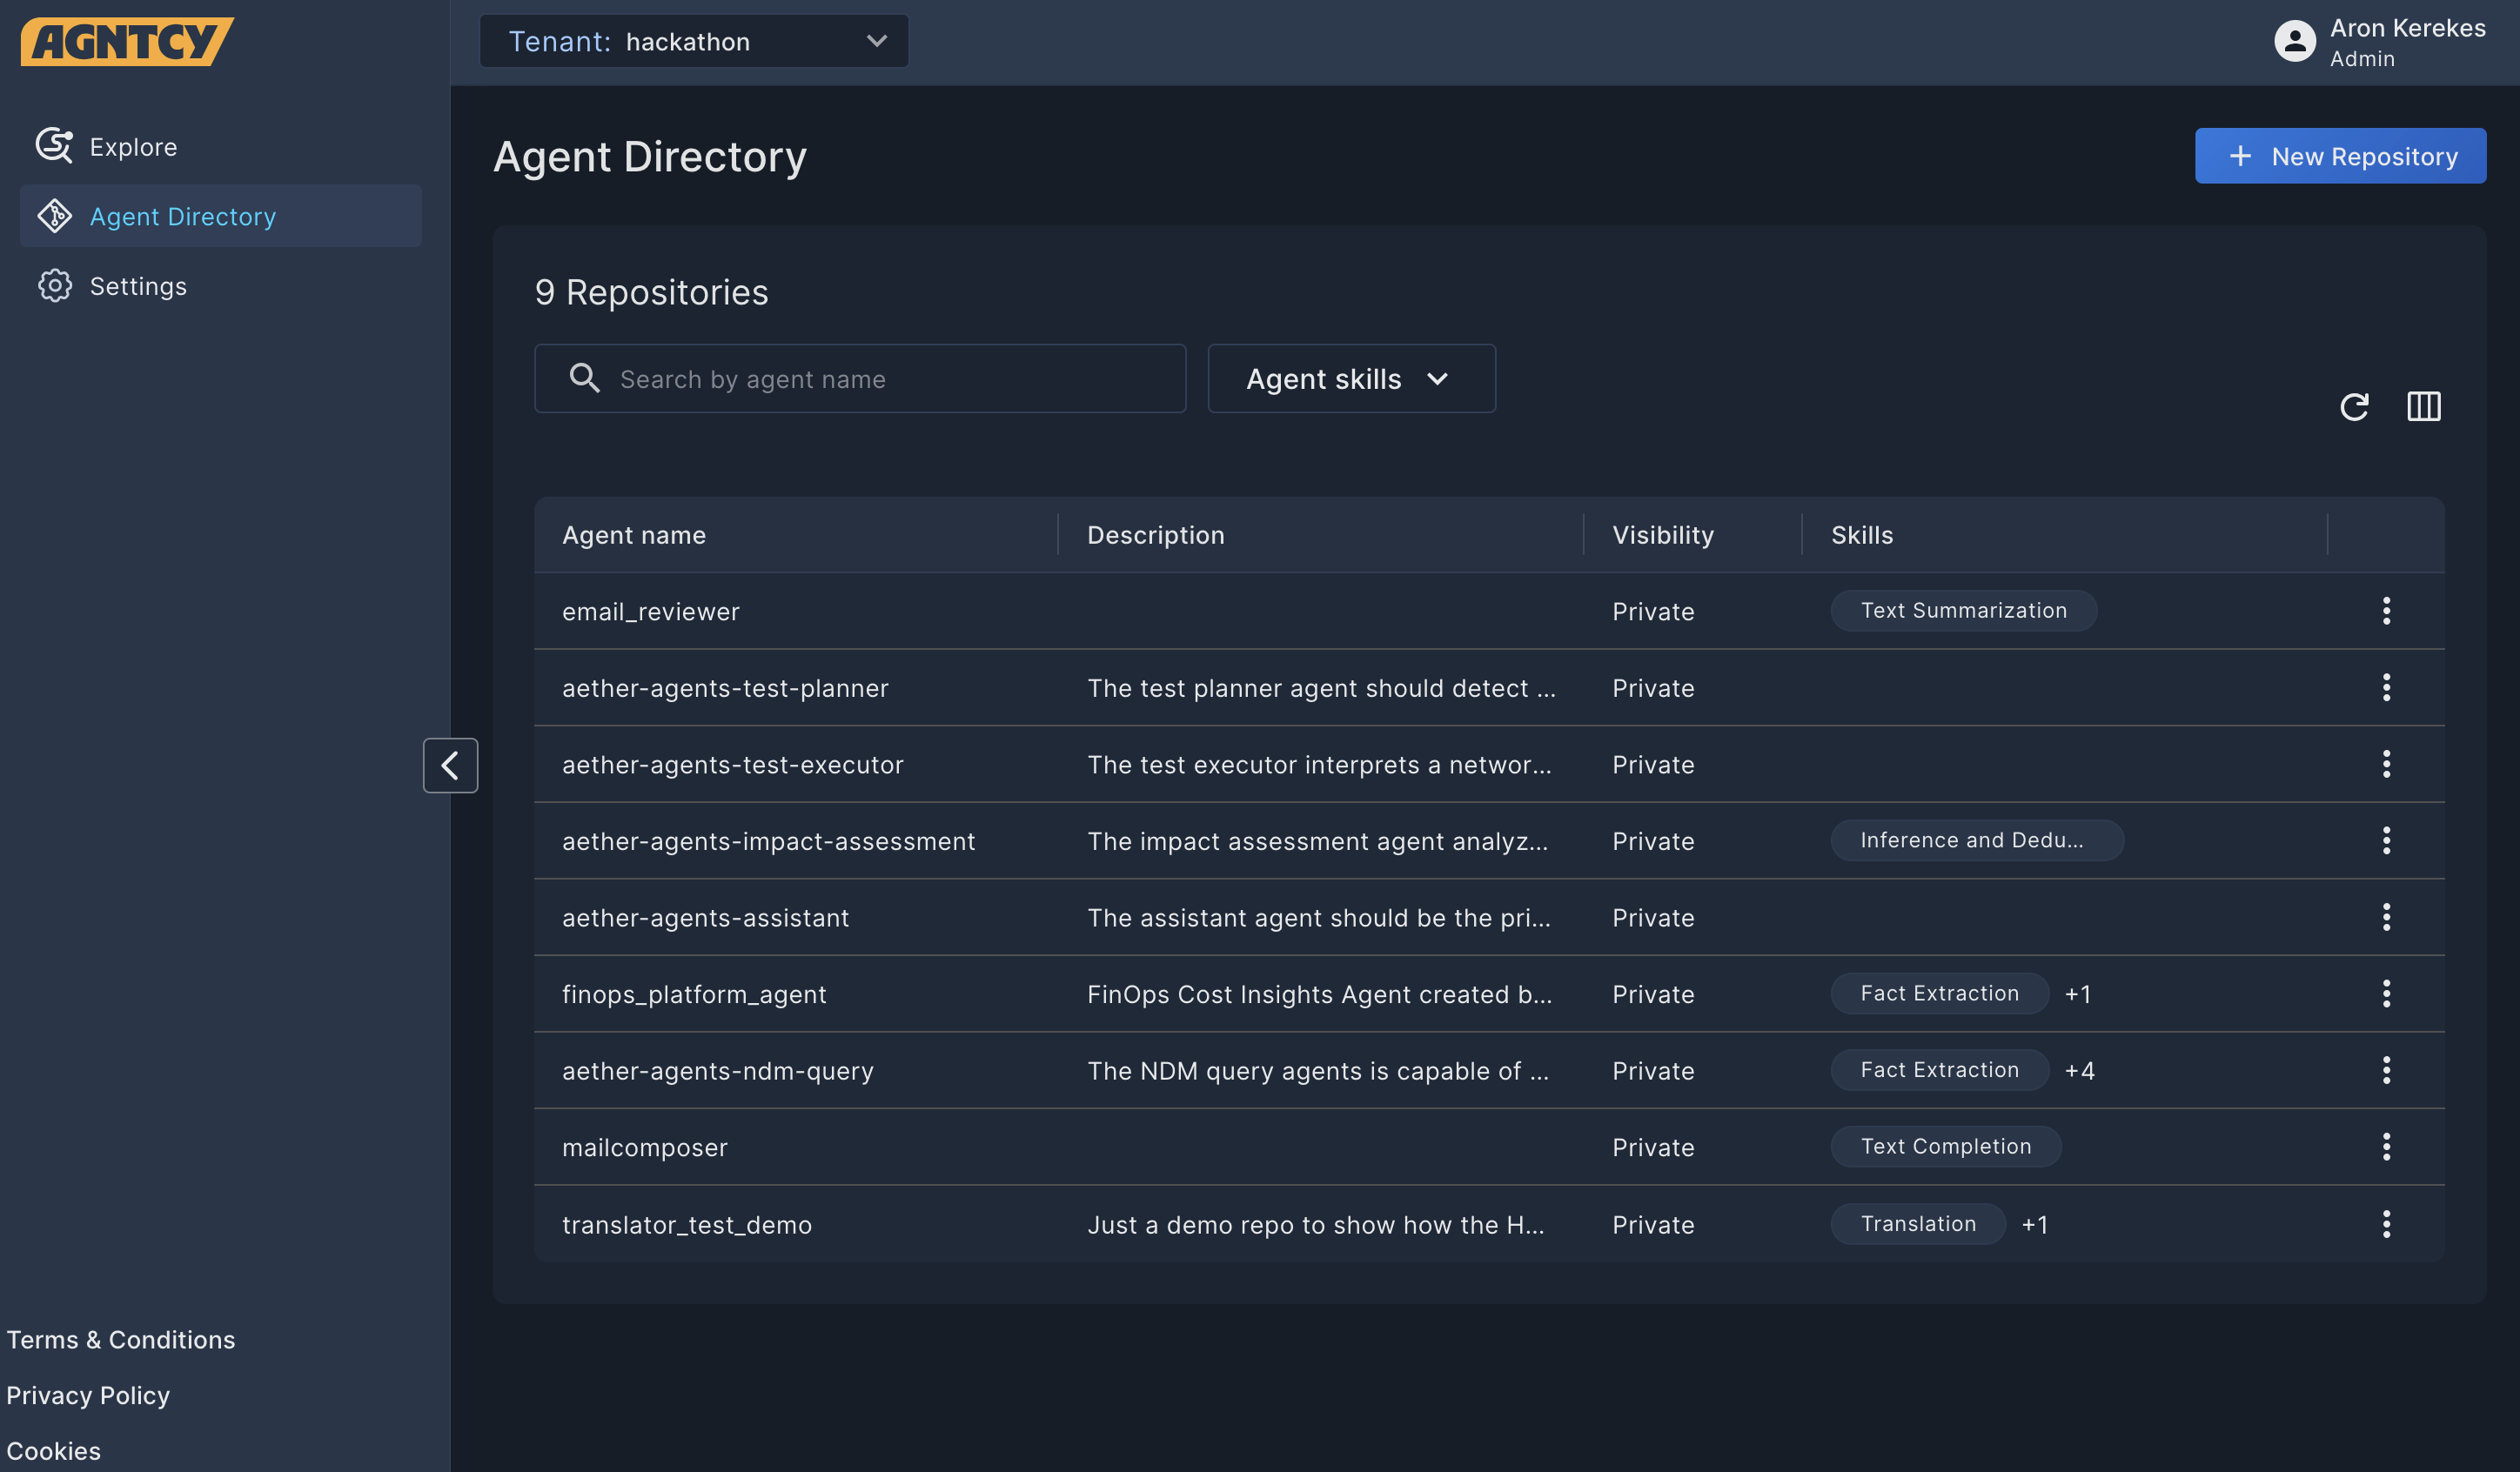 AGNTCY
Tenant: hackathon
Aron Kerekes
Admin
Explore
Agent Directory
Settings
Agent Directory
+ New Repository
9 Repositories
Search by agent name
Agent skills
Agent name Description Visibility Skills
email_reviewer Private Text Summarization
aether-agents-test-planner The test planner agent should detect ... Private
aether-agents-test-executor The test executor interprets a networ... Private
aether-agents-impact-assessment The impact assessment agent analyz... Private Inference and Dedu...
aether-agents-assistant The assistant agent should be the pri... Private
finops_platform_agent FinOps Cost Insights Agent created b... Private Fact Extraction +1
aether-agents-ndm-query The NDM query agents is capable of ... Private Fact Extraction +4
mailcomposer Private Text Completion
translator_test_demo Just a demo repo to show how the H... Private Translation +1
Terms & Conditions
Privacy Policy
Cookies